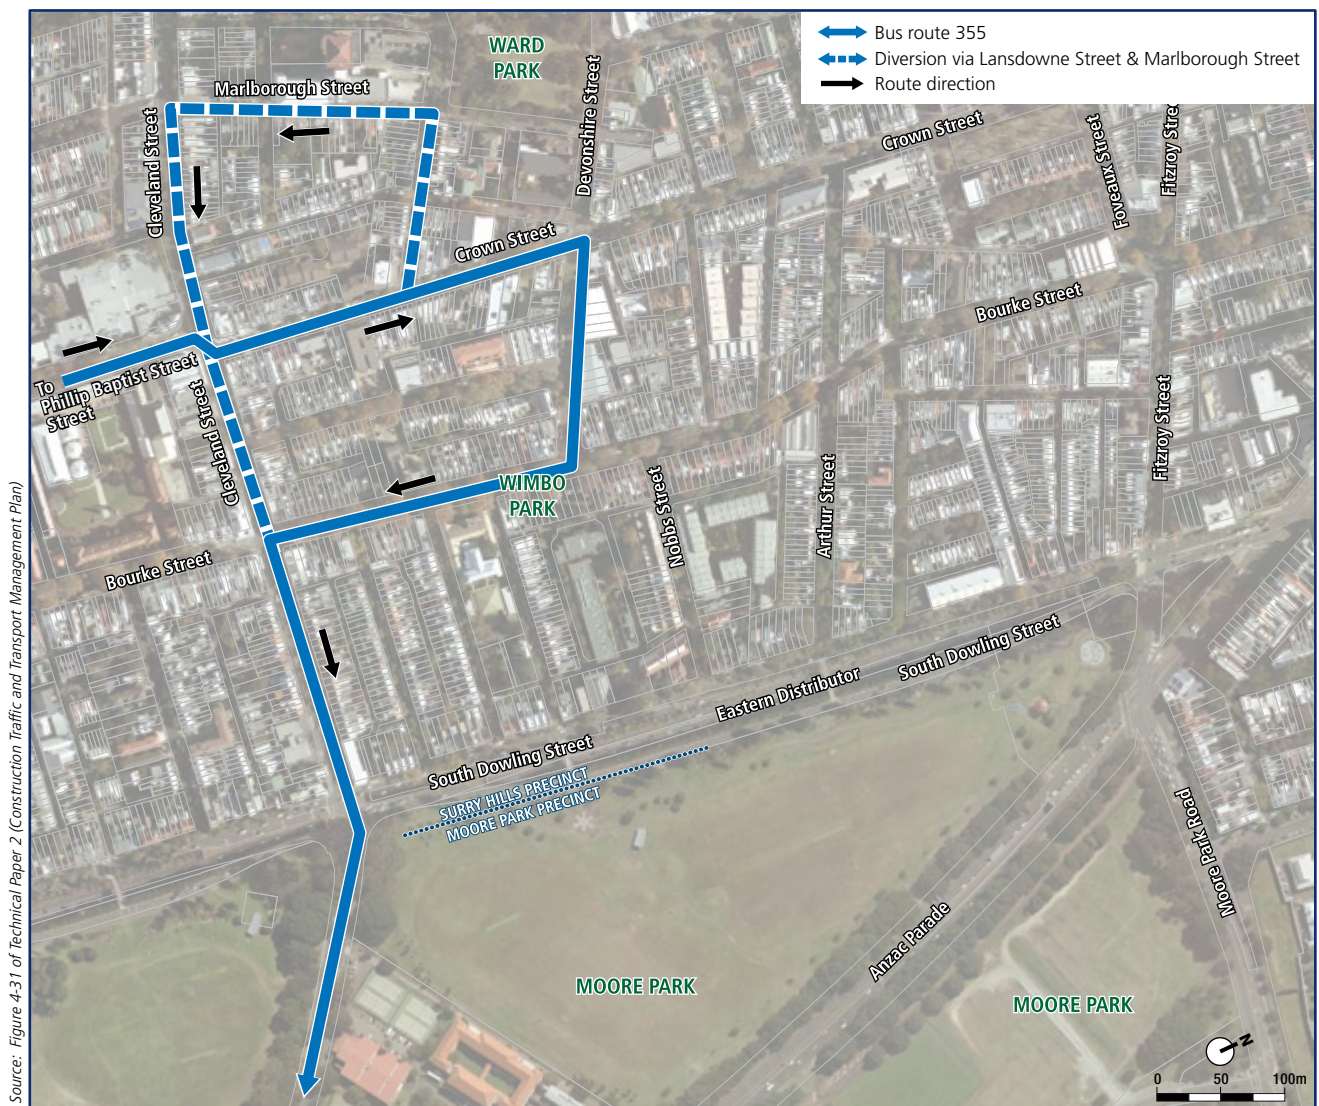 Bus route 355
Diversion via Lansdowne Street & Marlborough Street
Route direction
WARD
PARK
Marlborough Street
Cleveland Street
Devonshire Street
Crown Street
Foveaux Street
Fitzroy Stree
Crown Street
Bourke Street
To
Phillip Baptist Street
Street
Cleveland Street
WIMBO
PARK
Nobbs Street
Arthur Street
Fitzroy Street
Bourke Street
South Dowling Street
Eastern Distributor
South Dowling Street
SURRY HILLS PRECINCT
MOORE PARK PRECINCT
Moore Park Road
Anzac Parade
MOORE PARK
MOORE PARK
N
0 50 100m
Source: Figure 4-31 of Technical Paper 2 (Construction Traffic and Transport Management Plan)